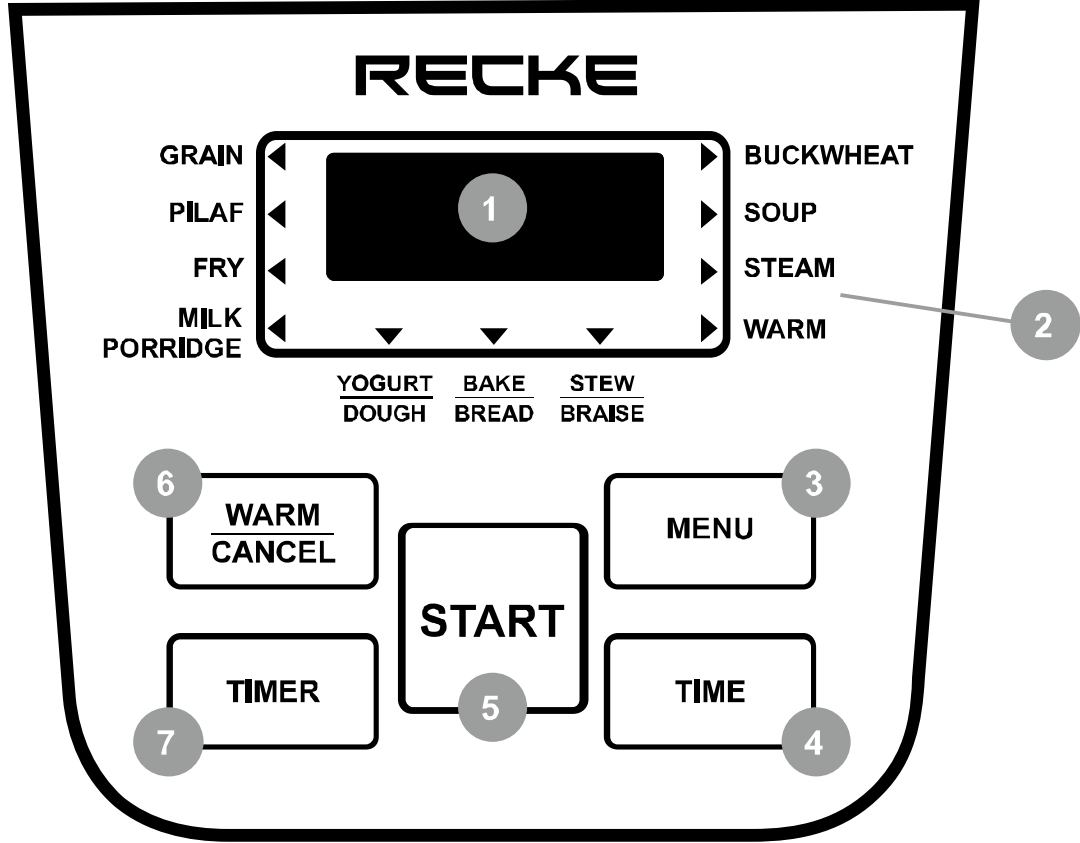 RECKE
GRAIN
PILAF
FRY
MILK
PORRIDGE
1
BUCKWHEAT
SOUP
STEAM
WARM
2
YOGURT
DOUGH
BAKE
BREAD
STEW
BRAISE
6
WARM
CANCEL
3
MENU
START
5
TIMER
7
TIME
4